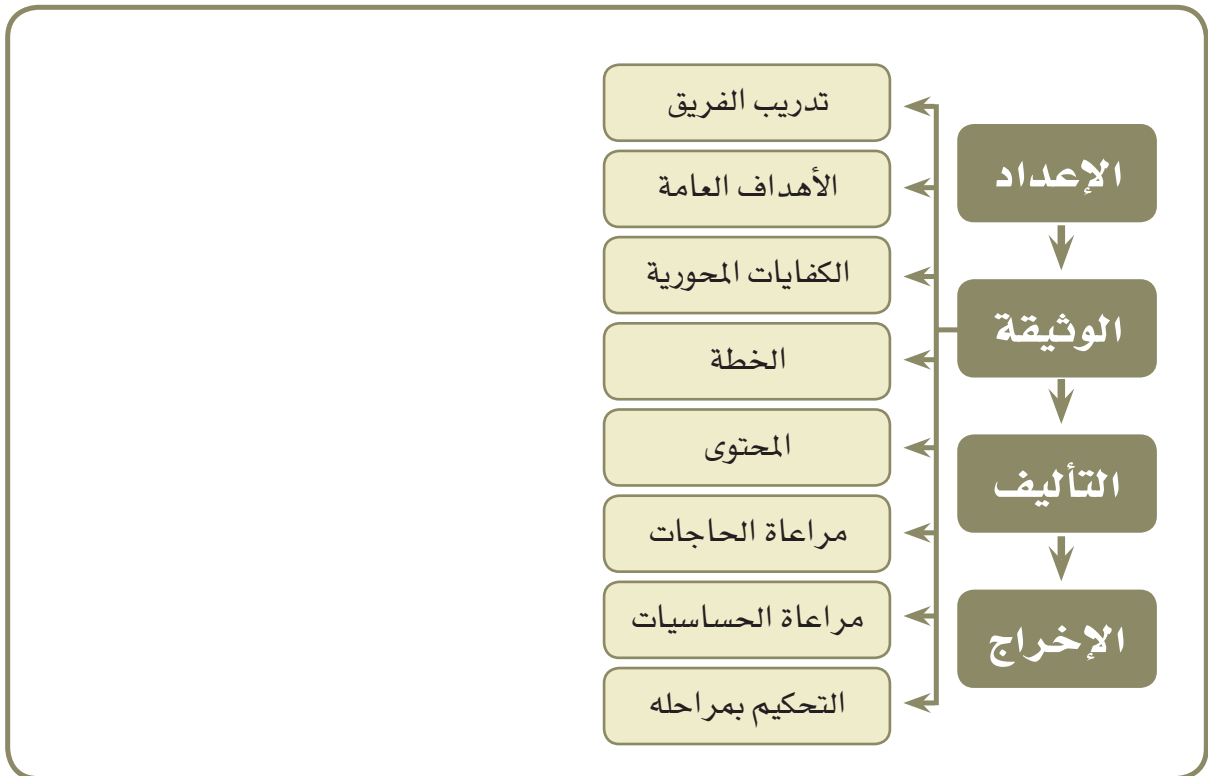 الإعداد
الوثيقة
التأليف
الإخراج
تدريب الفريق
الأهداف العامة
الكفايات المحورية
الخطة
المحتوى
مراعاة الحاجات
مراعاة الحساسيات
التحكيم بمراحله